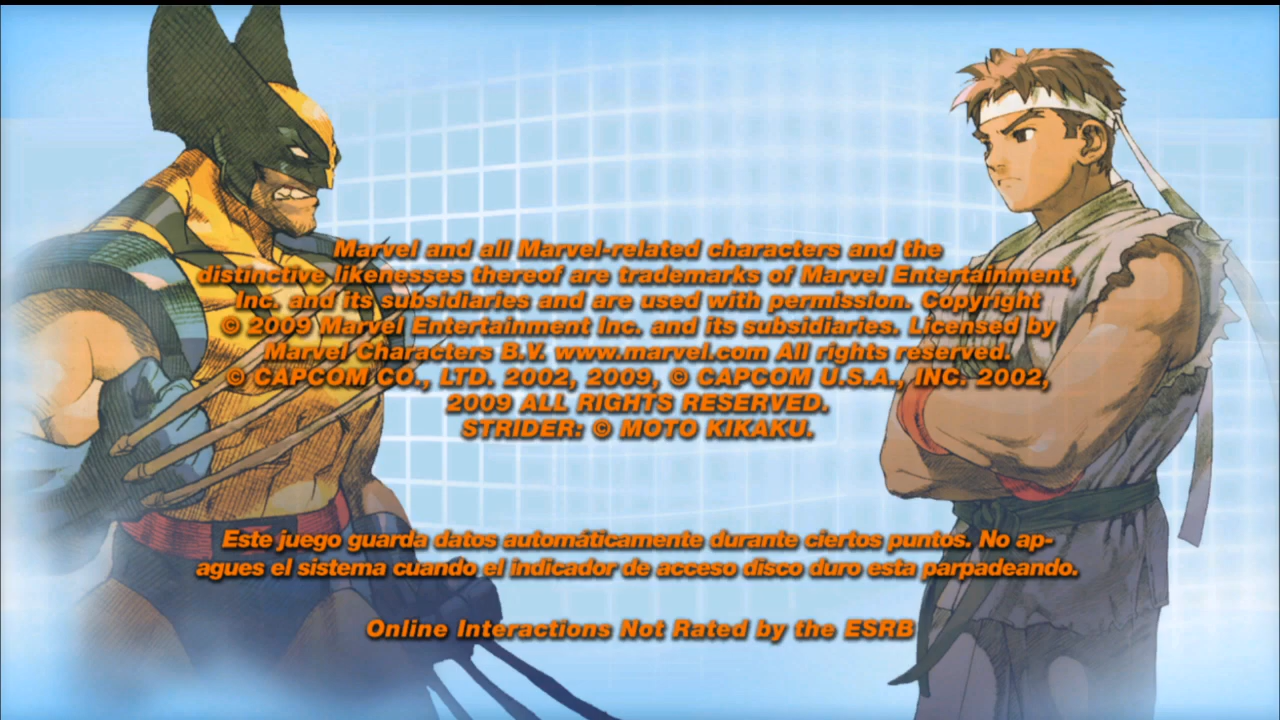 Marvel and all Marvel-related characters and the
distinctive likenesses thereof are trademarks of Marvel Entertainment,
Inc. and its subsidiaries and are used with permission. Copyright
© 2009 Marvel Entertainment Inc. and its subsidiaries. Licensed by
Marvel Characters B.V. www.marvel.com All rights reserved.
© CAPCOM CO., LTD. 2002, 2009, © CAPCOM U.S.A., INC. 2002,
2009 ALL RIGHTS RESERVED.
STRIDER: © MOTO KIKAKU.
Este juego guarda datos automáticamente durante ciertos puntos. No ap-
agues el sistema cuando el indicador de acceso disco duro esta parpadeando.
Online Interactions Not Rated by the ESRB